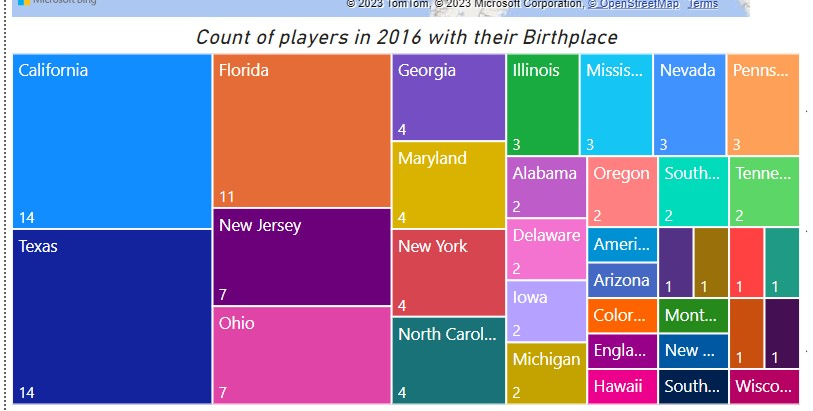 Microsoft Bing
© 2023 TomTom, © 2023 Microsoft Corporation, © OpenStreetMap Terms
Count of players in 2016 with their Birthplace
California
14
Texas
14
Florida
11
New Jersey
7
Ohio
7
Georgia
4
Maryland
4
New York
4
North Carol...
4
Illinois
3
Missis...
3
Nevada
3
Penns...
3
Alabama
2
Delaware
2
Iowa
2
Michigan
2
Oregon
2
South...
2
Tenne...
2
Ameri...
Arizona
Color...
Engla...
Hawaii
1
1
Mont...
New ...
South...
1
1
1
1
Wisco...